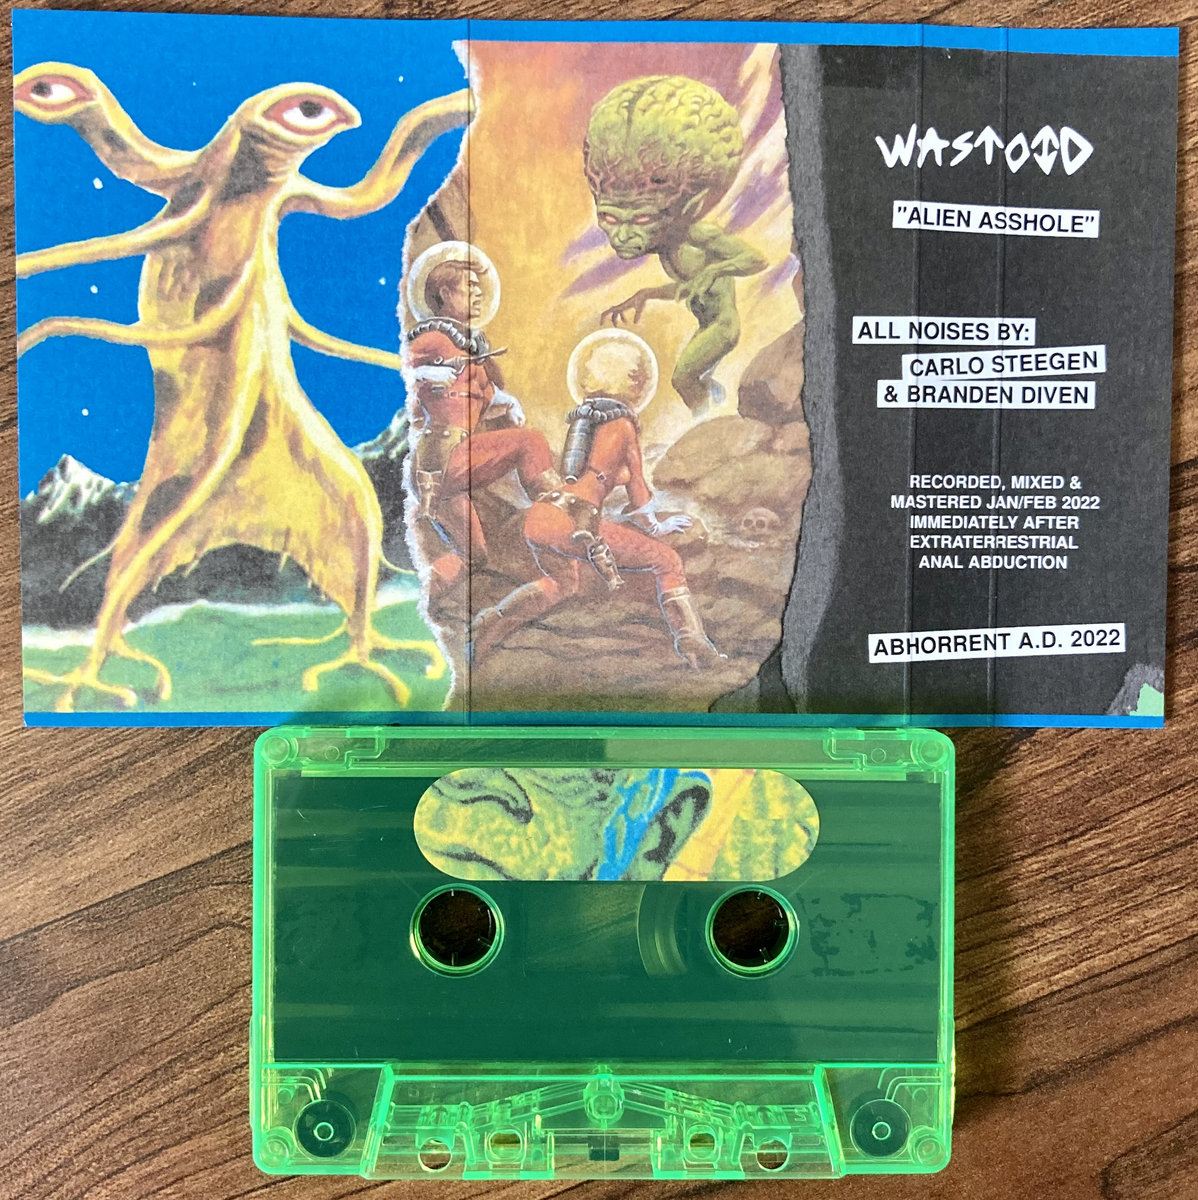 WASTOID
"ALIEN ASSHOLE"
ALL NOISES BY:
CARLO STEEGEN
& BRANDEN DIVEN
RECORDED, MIXED &
MASTERED JAN/FEB 2022
IMMEDIATELY AFTER
EXTRATERRESTRIAL
ANAL ABDUCTION
ABHORRENT A.D. 2022